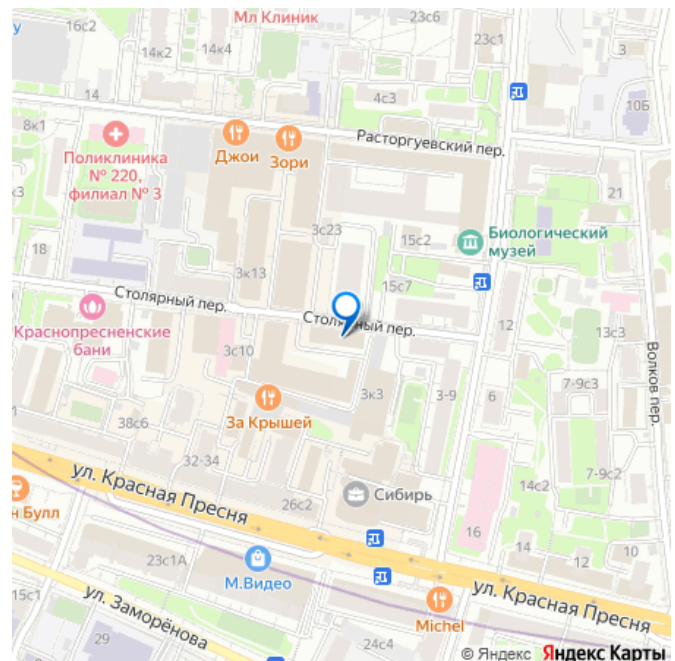 16с2
Мл Клиник
23с6
у
14к2
14к4
23с1
3
14
4с3
10Б
8к1
Расторгуевский пер.
Поликлиника
№ 220,
филиал № 3
Джои
Зори
21
к3
3с23
15с2
Биологический
музей
18
3к13
15с7
Столярный пер.
Столярный пер.
Краснопресненские
бани
12
13с3
3с10
Волков пер.
3к3
3-9
6
7-9с3
За Крышей
38с6
32-34
7-9с2
ул. Красная Пресня
26с2
Сибирь
14с2
н Булл
16
14
12
10
23с1А
М.Видео
ул. Красная Пресня
15с1
ул. Заморёнова
Michel
29
24с4
© Яндекс Яндекс Карты